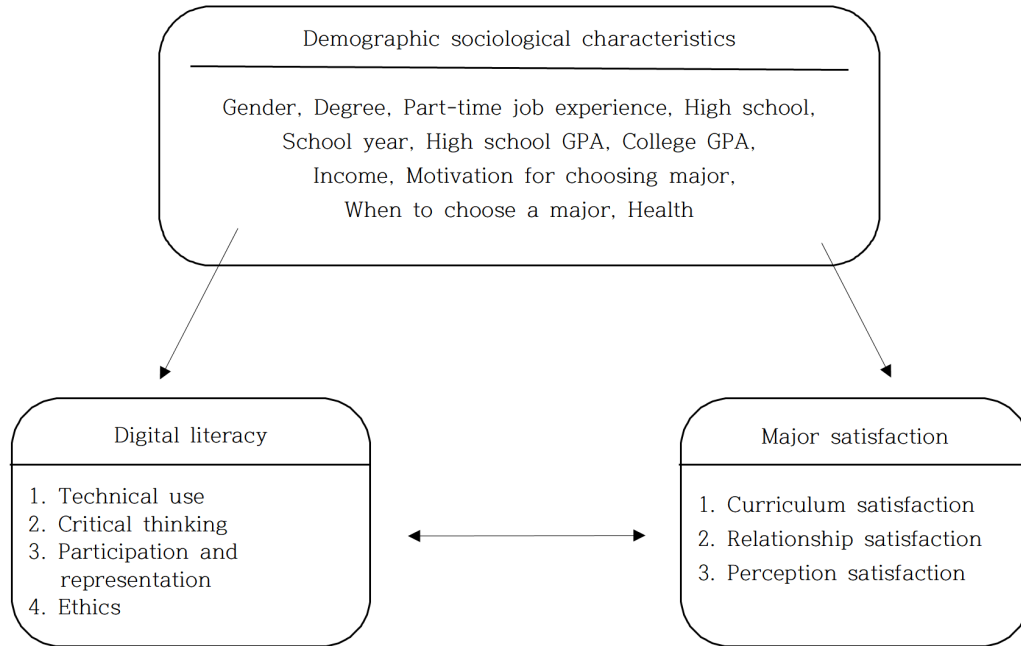 Demographic sociological characteristics
Gender, Degree, Part-time job experience, High school,
School year, High school GPA, College GPA,
Income, Motivation for choosing major,
When to choose a major, Health
Digital literacy
1. Technical use
2. Critical thinking
3. Participation and
representation
4. Ethics
Major satisfaction
1. Curriculum satisfaction
2. Relationship satisfaction
3. Perception satisfaction